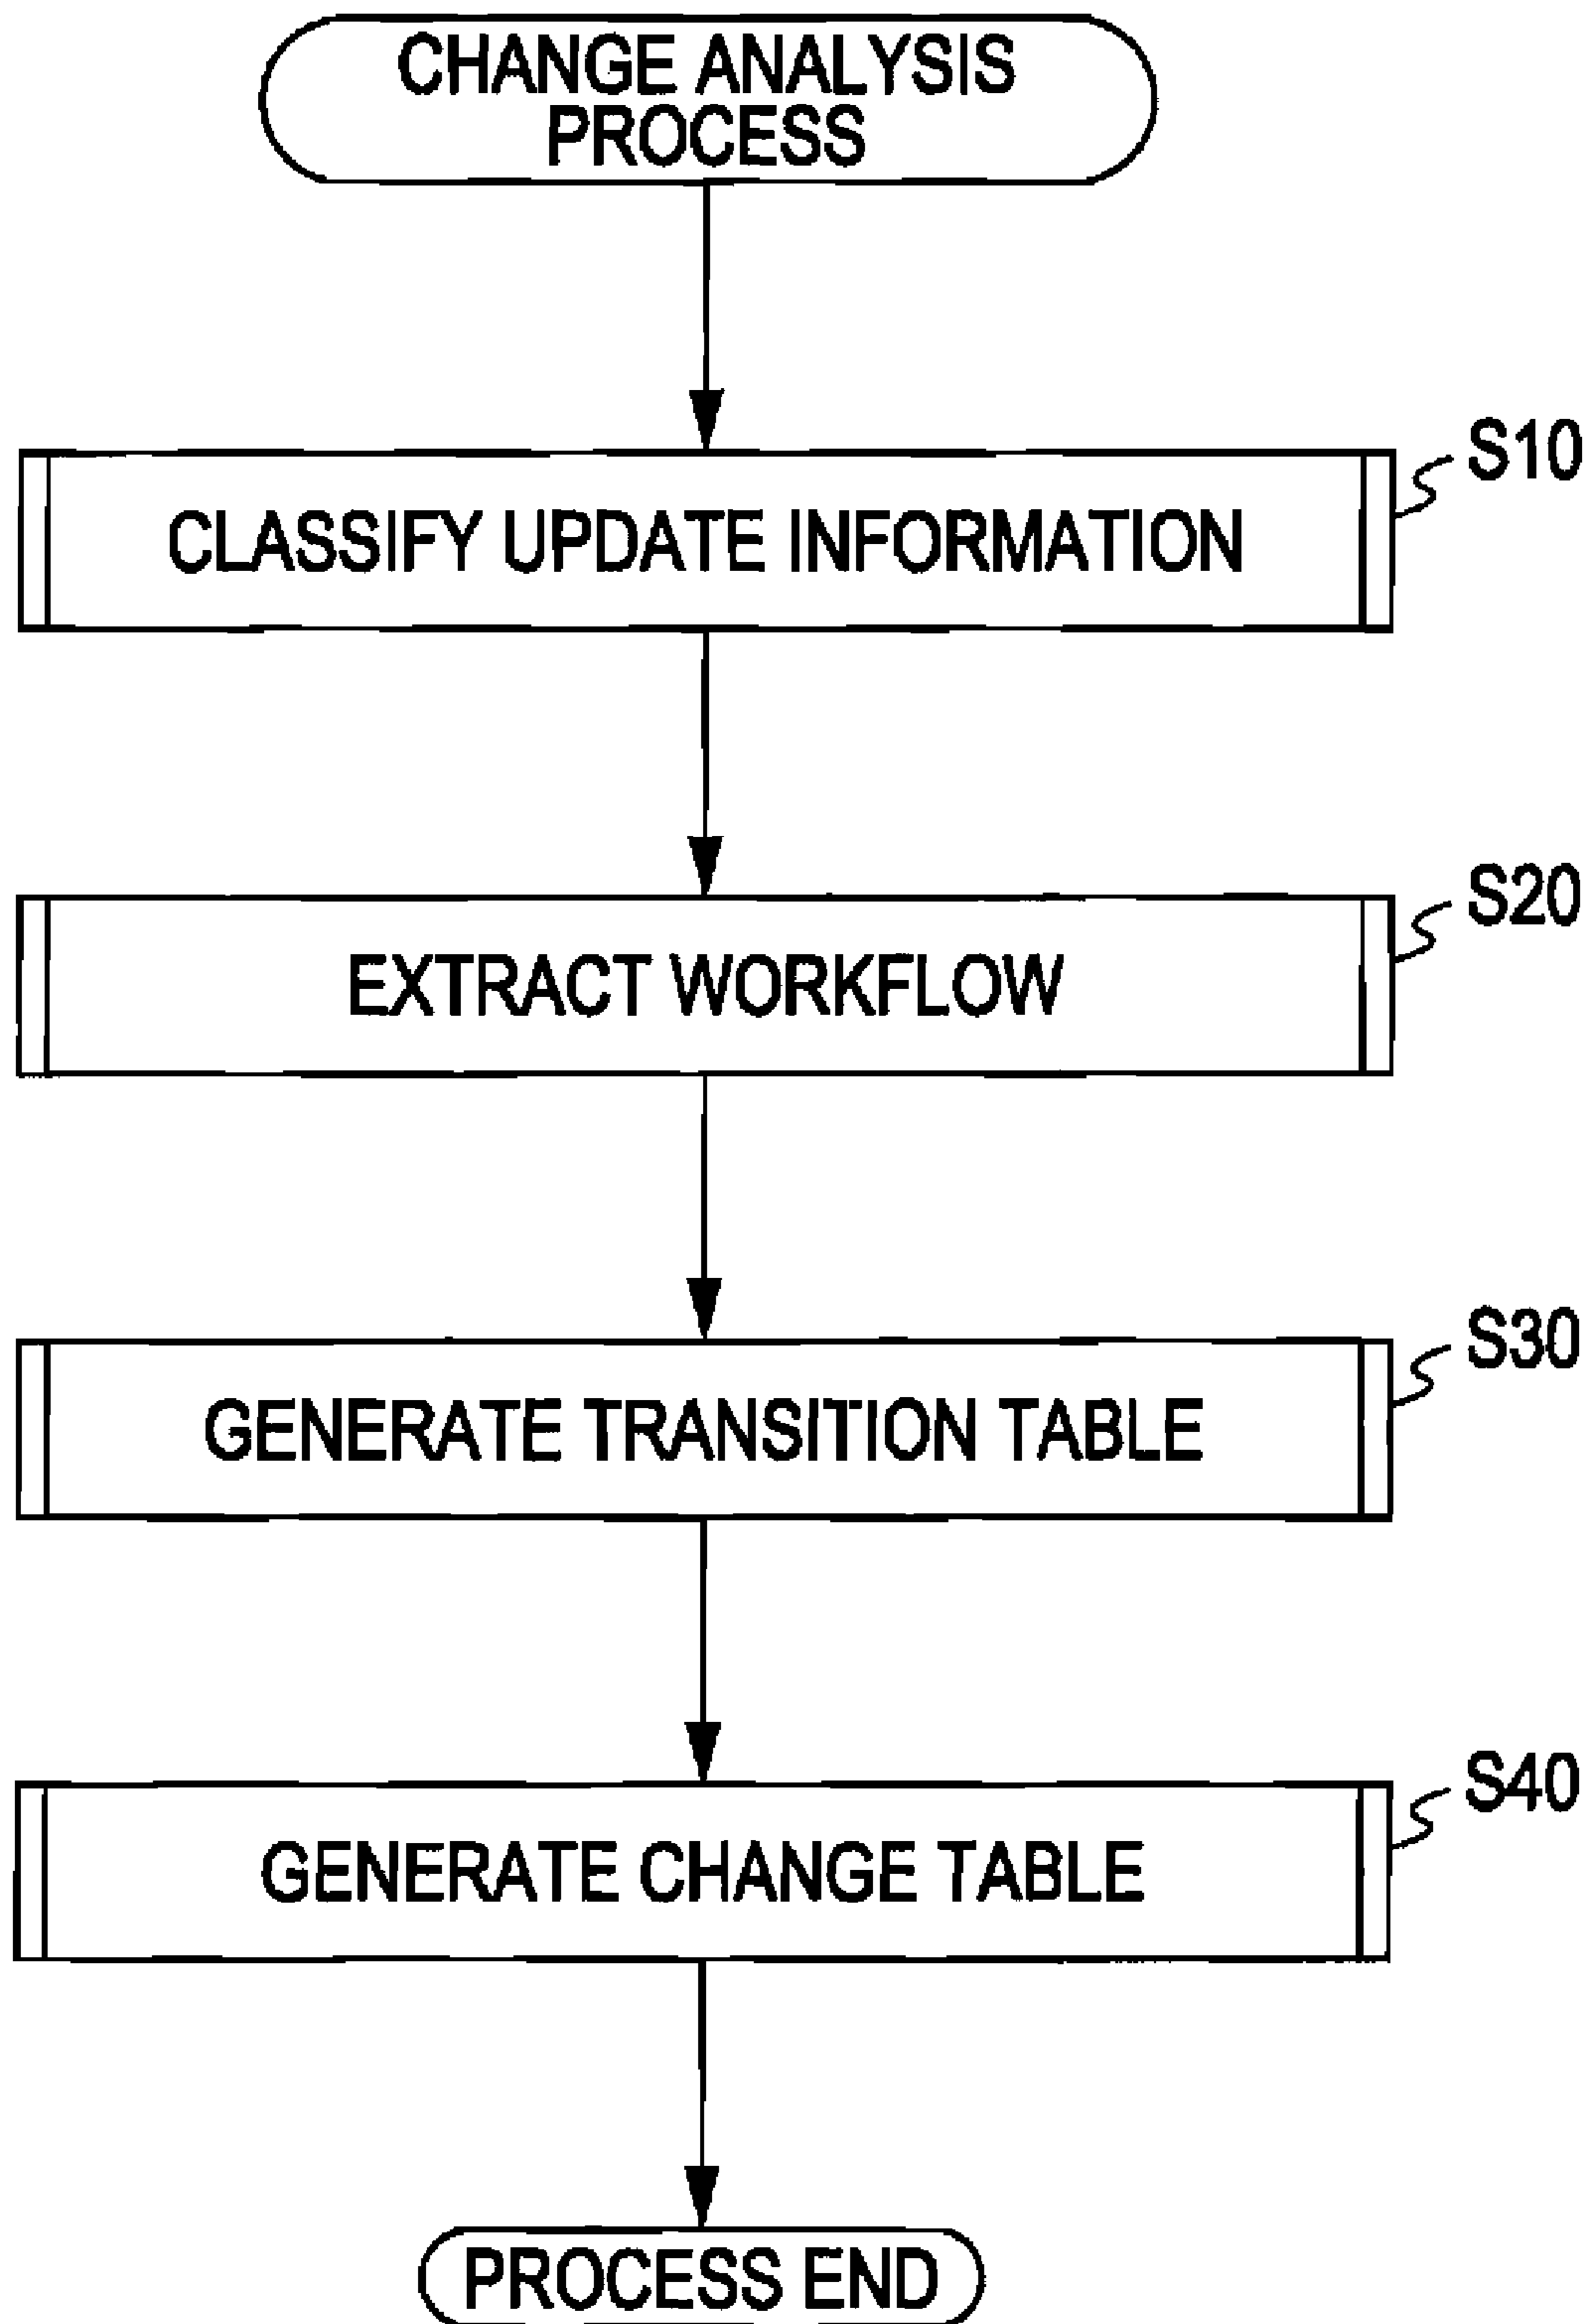 CHANGE ANALYSIS
PROCESS
S10
CLASSIFY UPDATE INFORMATION
S20
EXTRACT WORKFLOW
S30
GENERATE TRANSITION TABLE
S40
GENERATE CHANGE TABLE
PROCESS END